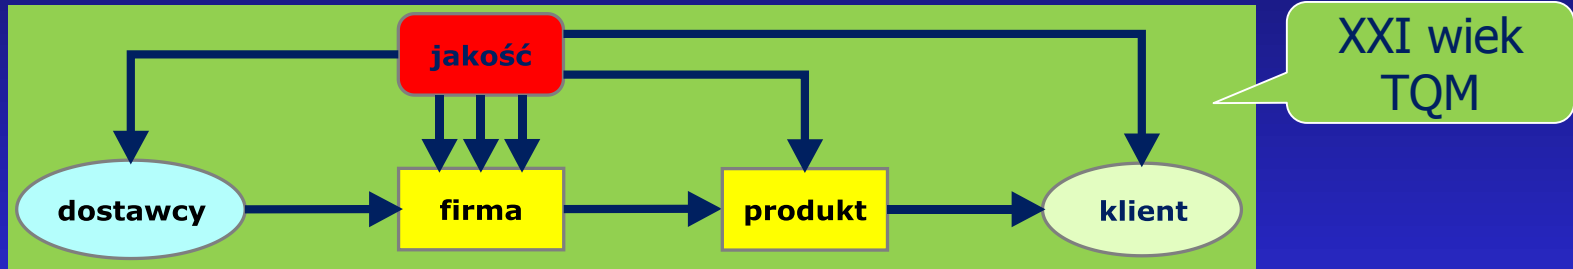 jakość
XXI wiek
TQM
dostawcy
firma
produkt
klient